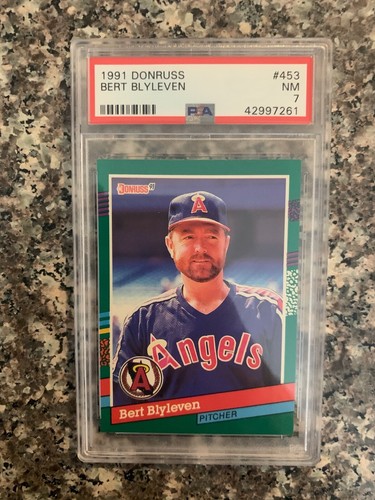 1991 DONRUSS #453
BERT BLYLEVEN NM
7
PSA 42997261
DONRUSS '91
A
Angels
A
Bert Blyleven
PITCHER